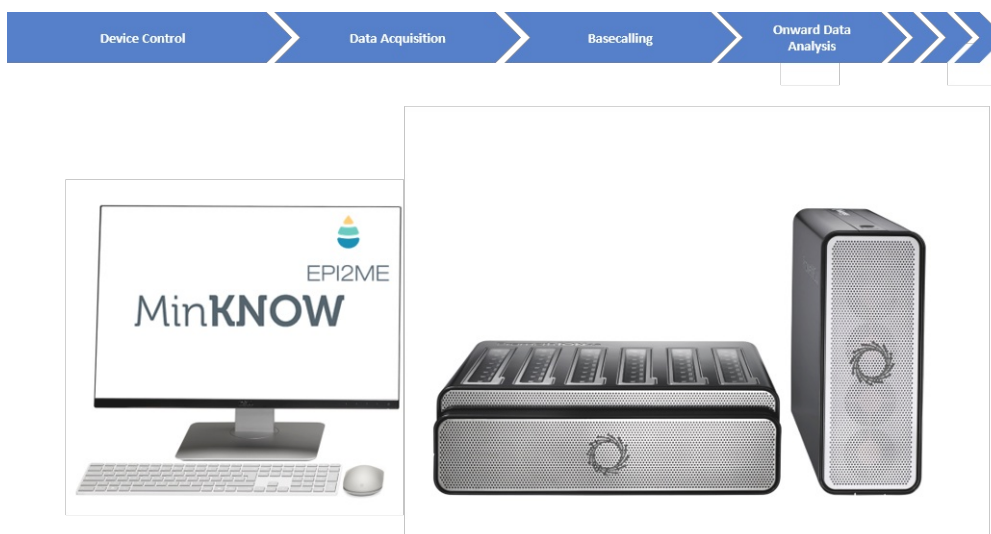 Device Control
Data Acquisition
Basecalling
Onward Data
Analysis
EPI2ME
MinKNOW